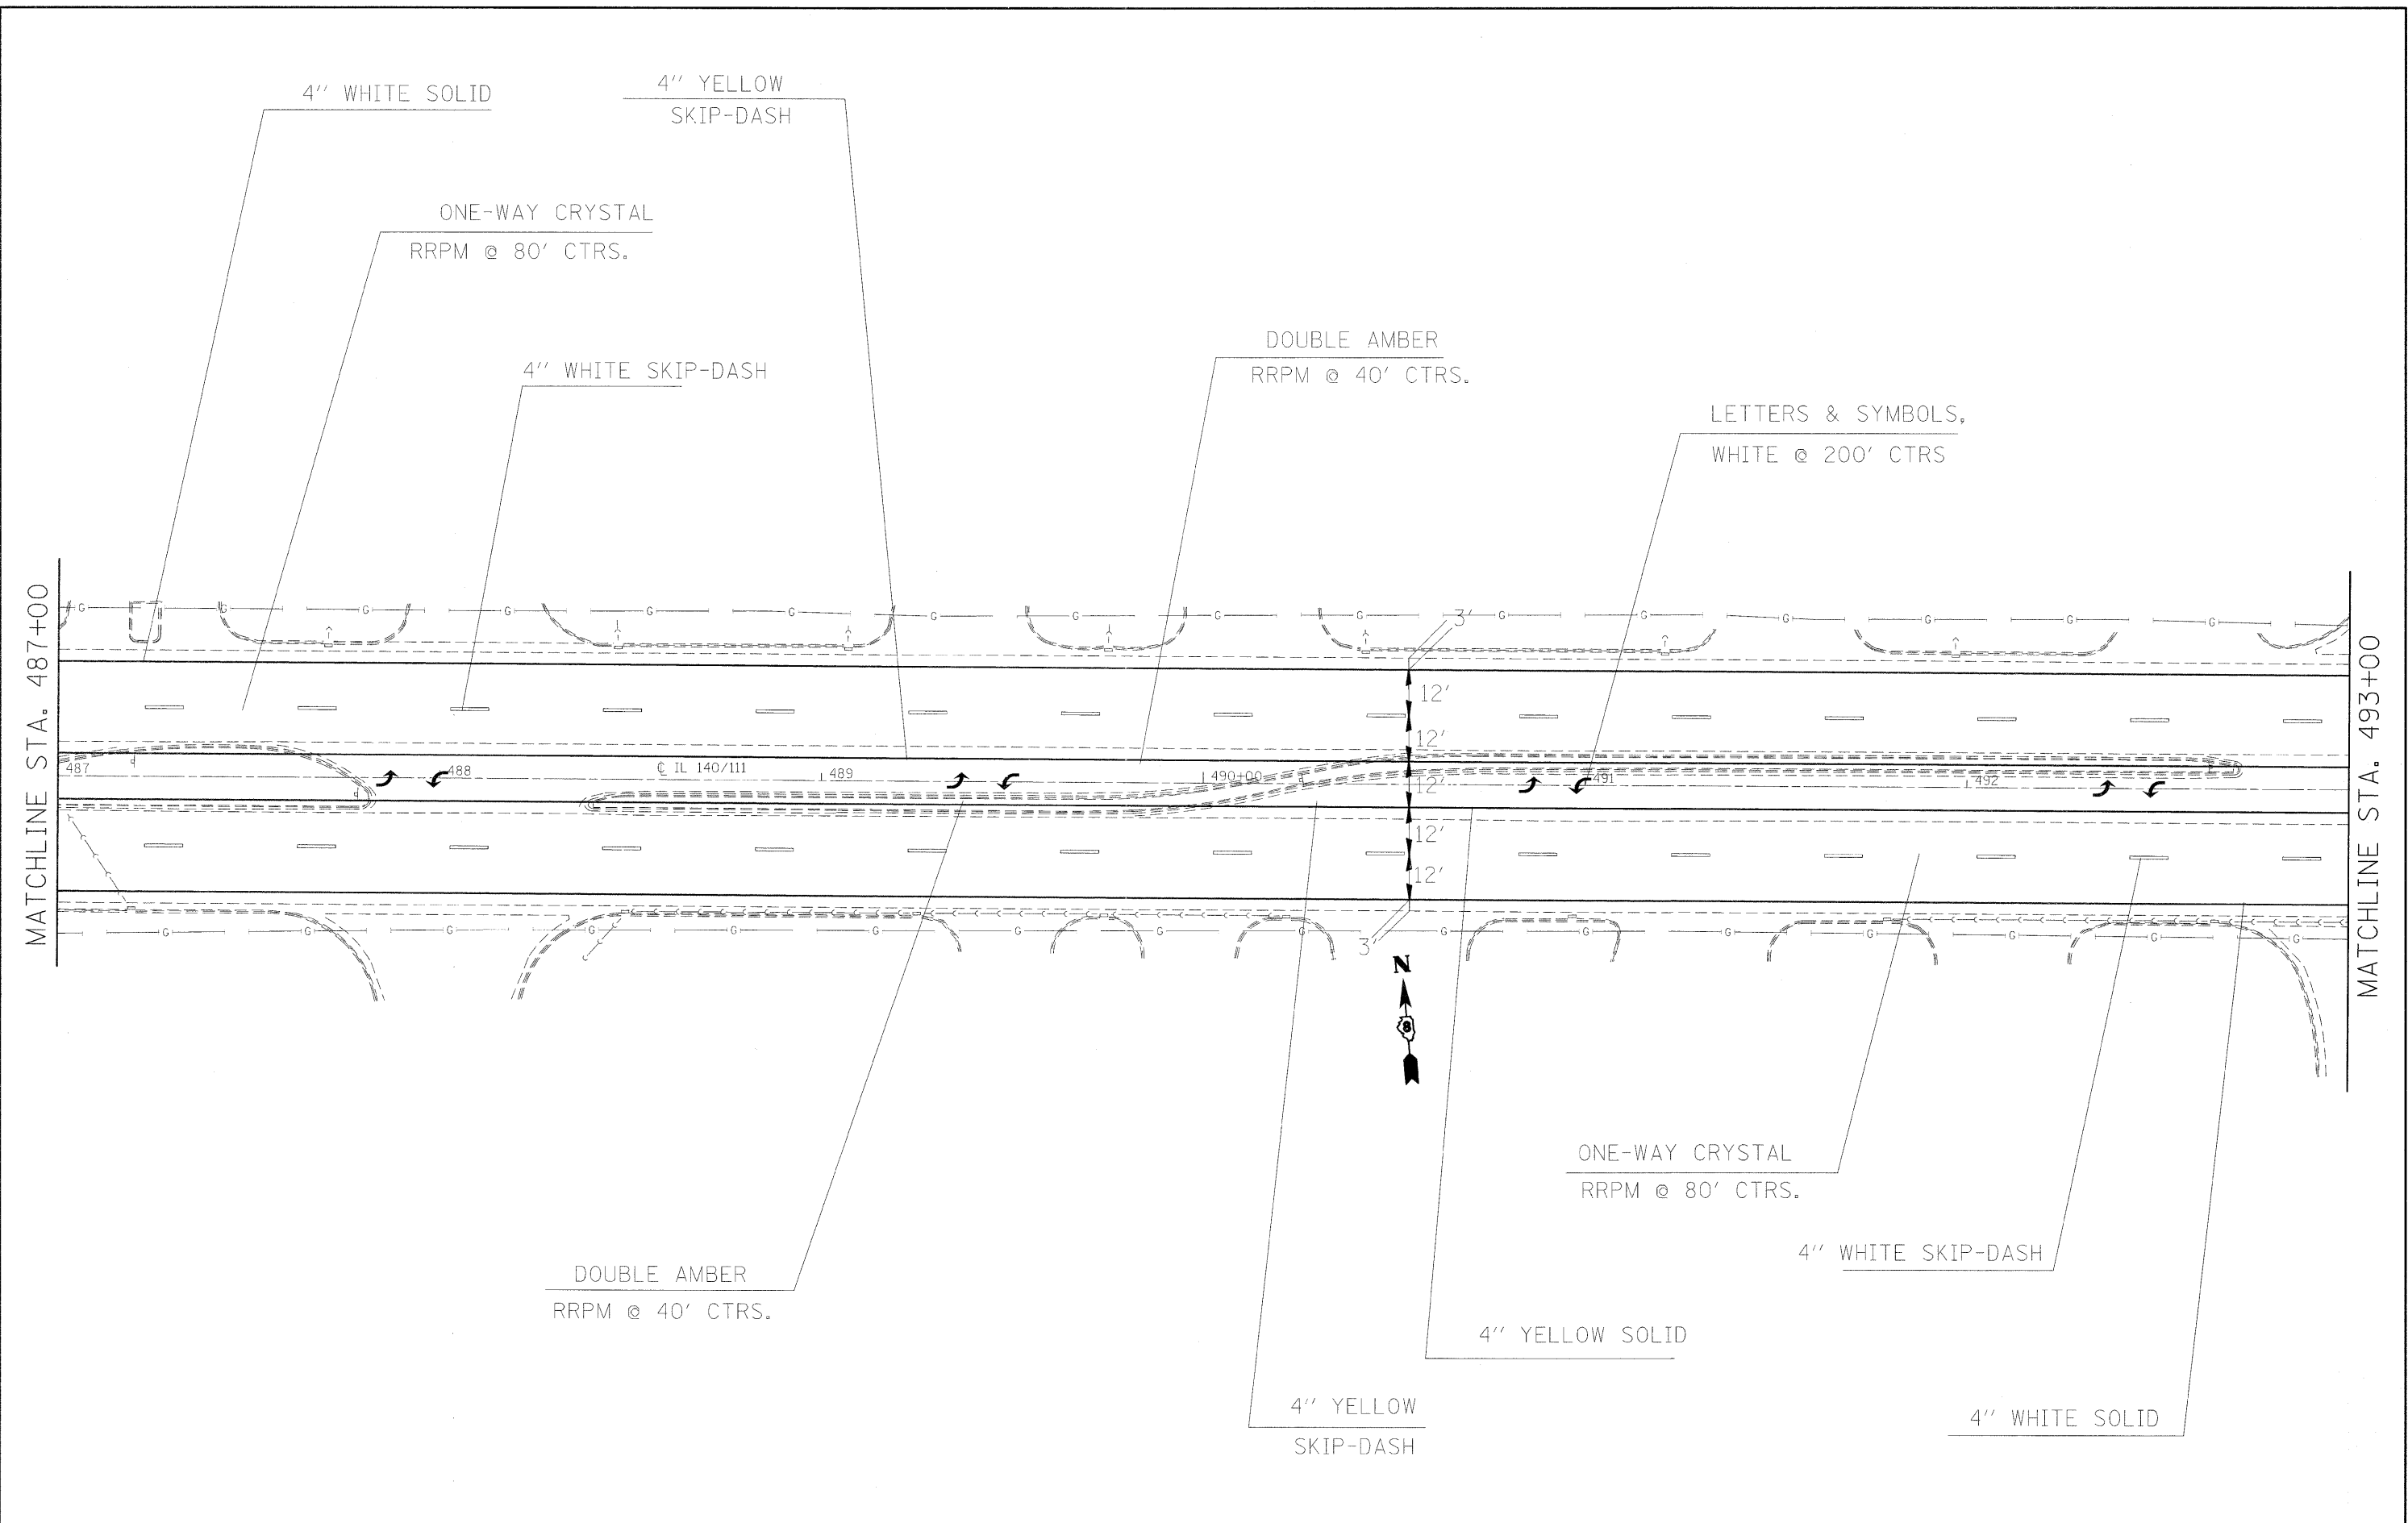 4'' WHITE SOLID
4'' YELLOW
SKIP-DASH
ONE-WAY CRYSTAL
RRPM @ 80' CTRS.
4'' WHITE SKIP-DASH
DOUBLE AMBER
RRPM @ 40' CTRS.
LETTERS & SYMBOLS,
WHITE @ 200' CTRS
MATCHLINE STA. 487+00
MATCHLINE STA. 493+00
G G G G G G G G G G G G G G G G
3'
12'
12'
12'
12'
12'
3'
487
488
℄ IL 140/111
489
490+00
491
492
G G G G G G G G G G G G G G G G
N
8
ONE-WAY CRYSTAL
RRPM @ 80' CTRS.
4'' WHITE SKIP-DASH
DOUBLE AMBER
RRPM @ 40' CTRS.
4'' YELLOW SOLID
4'' YELLOW
SKIP-DASH
4'' WHITE SOLID